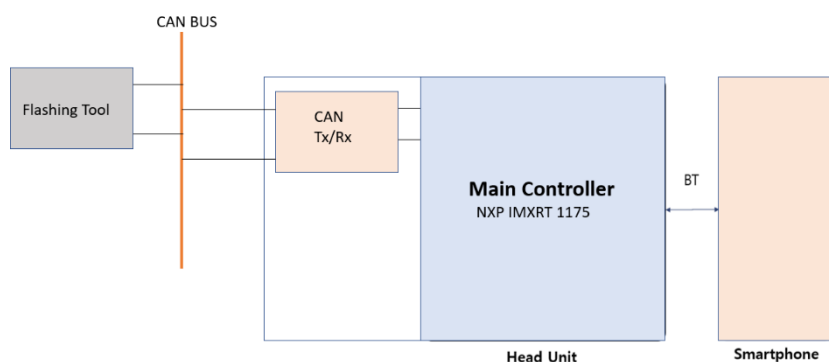 CAN BUS
Flashing Tool
CAN
Tx/Rx
Main Controller
NXP IMXRT 1175
BT
Head Unit
Smartphone